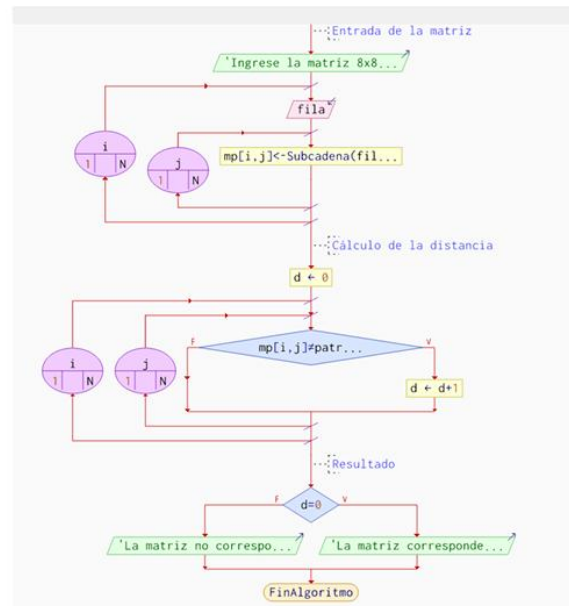 Entrada de la matriz
'Ingrese la matriz 8x8...
fila
i
1 N
j
1 N
mp[i,j]<-Subcadena(fil...
Cálculo de la distancia
d ← 0
i
1 N
j
1 N
F
mp[i,j]≠patr...
V
d ← d+1
Resultado
F
d=0
V
'La matriz no correspo...
'La matriz corresponde...
FinAlgoritmo